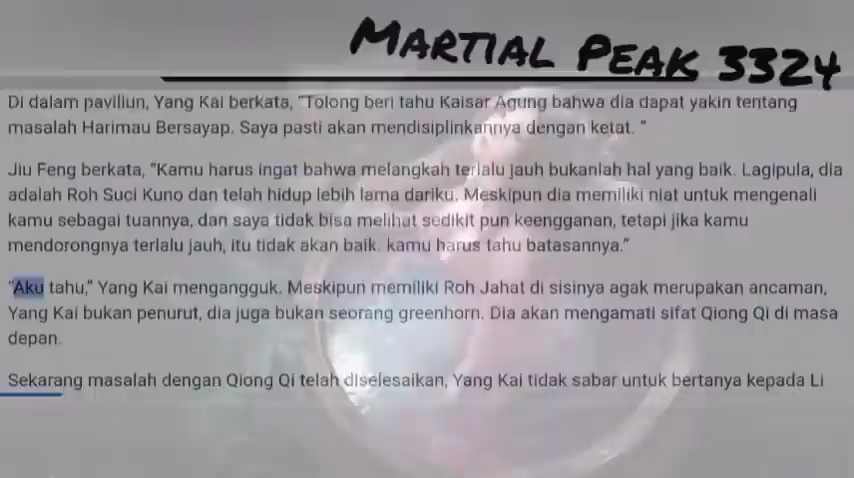 MARTIAL PEAK 3324
Di dalam paviliun, Yang Kai berkata, "Tolong beri tahu Kaisar Agung bahwa dia dapat yakin tentang
masalah Harimau Bersayap. Saya pasti akan mendisiplinkannya dengan ketat. "
Jiu Feng berkata, "Kamu harus ingat bahwa melangkah terlalu jauh bukanlah hal yang baik. Lagipula, dia
adalah Roh Suci Kuno dan telah hidup lebih lama dariku. Meskipun dia memiliki niat untuk mengenali
kamu sebagai tuannya, dan saya tidak bisa melihat sedikit pun keengganan, tetapi jika kamu
mendorongnya terlalu jauh, itu tidak akan baik. kamu harus tahu batasannya."
"Aku tahu," Yang Kai mengangguk. Meskipun memiliki Roh Jahat di sisinya agak merupakan ancaman,
Yang Kai bukan penurut, dia juga bukan seorang greenhorn. Dia akan mengamati sifat Qiong Qi di masa
depan.
Sekarang masalah dengan Qiong Qi telah diselesaikan, Yang Kai tidak sabar untuk bertanya kepada Li